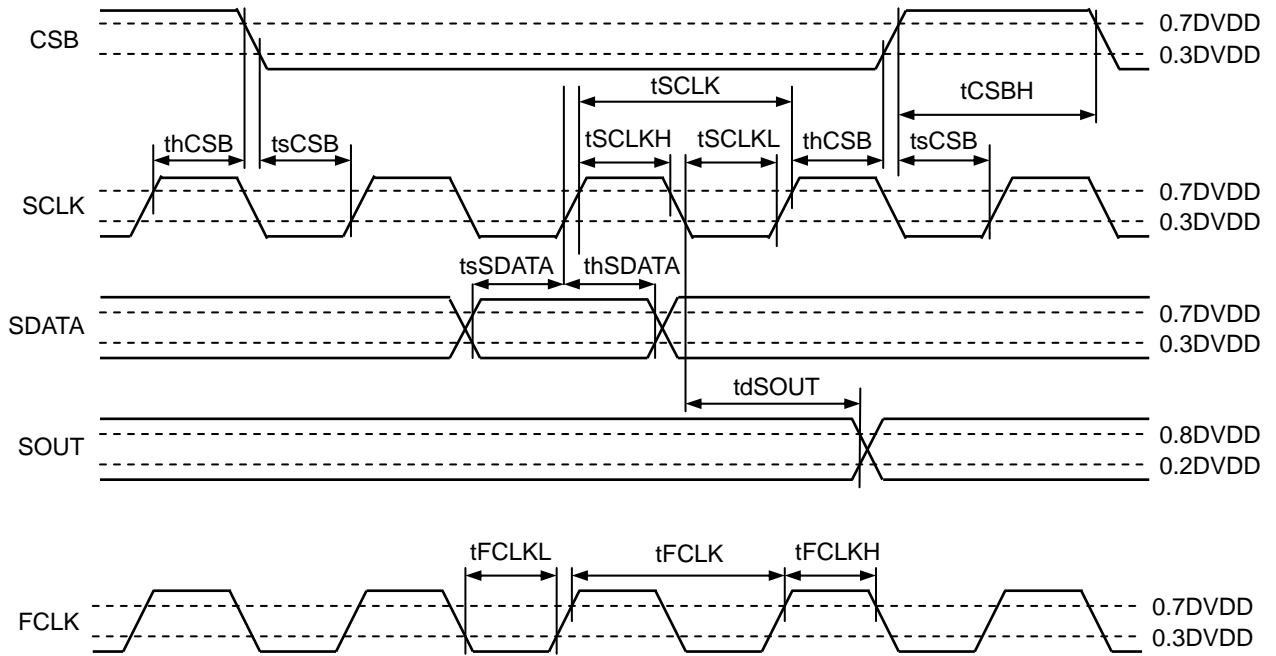 CSB
0.7DVDD
0.3DVDD
tSCLK
tCSBH
thCSB
tsCSB
tSCLKH
tSCLKL
thCSB
tsCSB
SCLK
0.7DVDD
0.3DVDD
tsSDATA
thSDATA
SDATA
0.7DVDD
0.3DVDD
tdSOUT
SOUT
0.8DVDD
0.2DVDD
tFCLKL
tFCLK
tFCLKH
FCLK
0.7DVDD
0.3DVDD